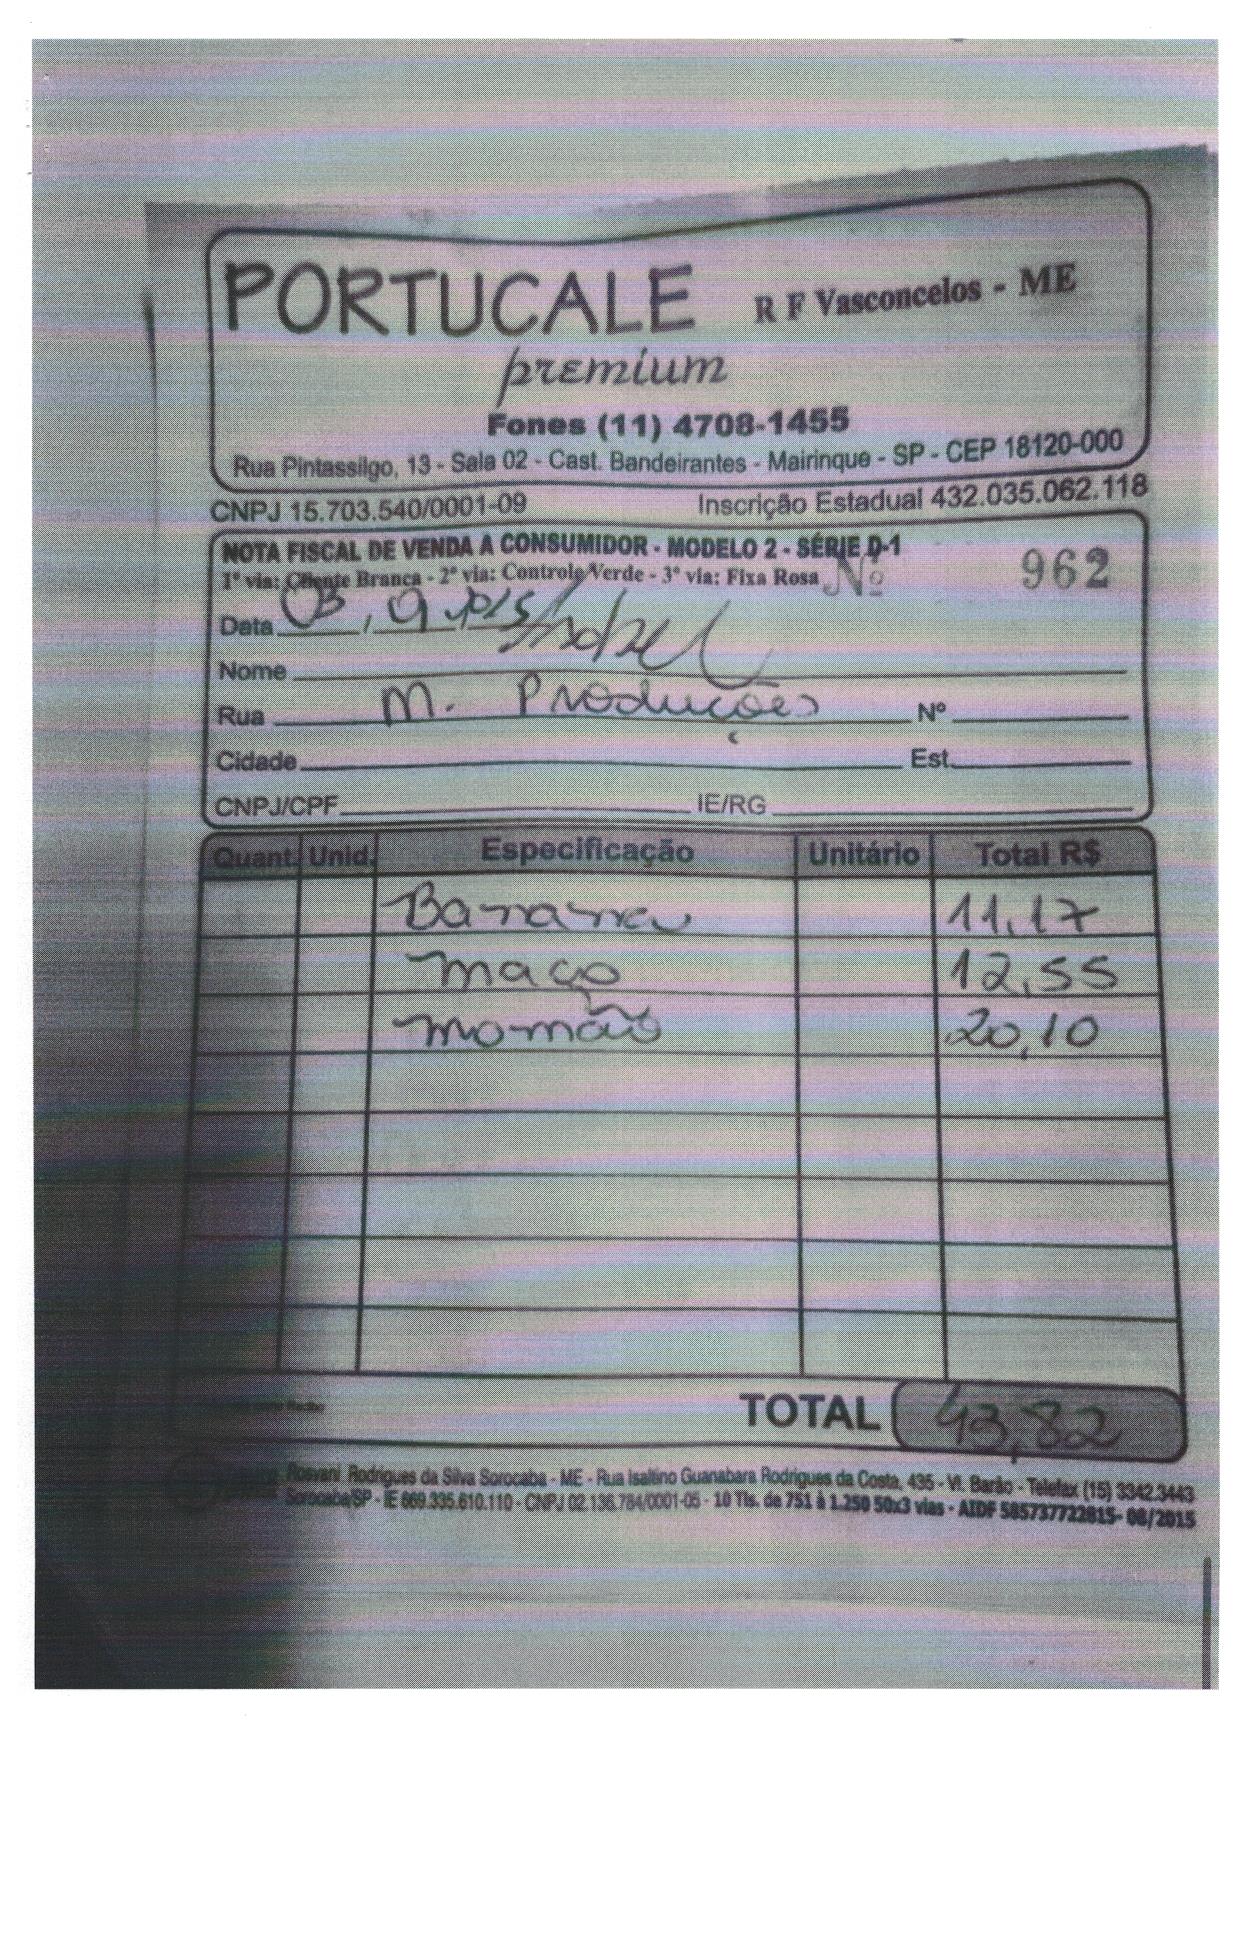 PORTUCALE R F Vasconcelos - ME
premium
Fones (11) 4708-1455
Rua Pintassilgo, 13 - Sala 02 - Cast. Bandeirantes - Mairinque - SP - CEP 18120-000
CNPJ 15.703.540/0001-09 Inscrição Estadual 432.035.062.118
NOTA FISCAL DE VENDA A CONSUMIDOR - MODELO 2 - SÉRIE D-1
1ª via: Cliente Branca - 2ª via: Controle/Verde - 3ª via: Fixa Rosa Nº 962
Data 03 / 9 /2015
Nome
Rua M. Produções Nº
Cidade Est.
CNPJ/CPF IE/RG
Quant. Unid. Especificação Unitário Total R$
Banana 11,17
maçã 12,55
mamão 20,10
TOTAL 43,82
Rosvani Rodrigues da Silva Sorocaba - ME - Rua Isaltino Guanabara Rodrigues da Costa, 435 - Vl. Barão - Telefax (15) 3342.3443
Sorocaba/SP - IE 669.335.610.110 - CNPJ 02.136.764/0001-05 - 10 Tls. de 751 à 1.250 50x3 vias - AIDF 585737722815- 08/2015